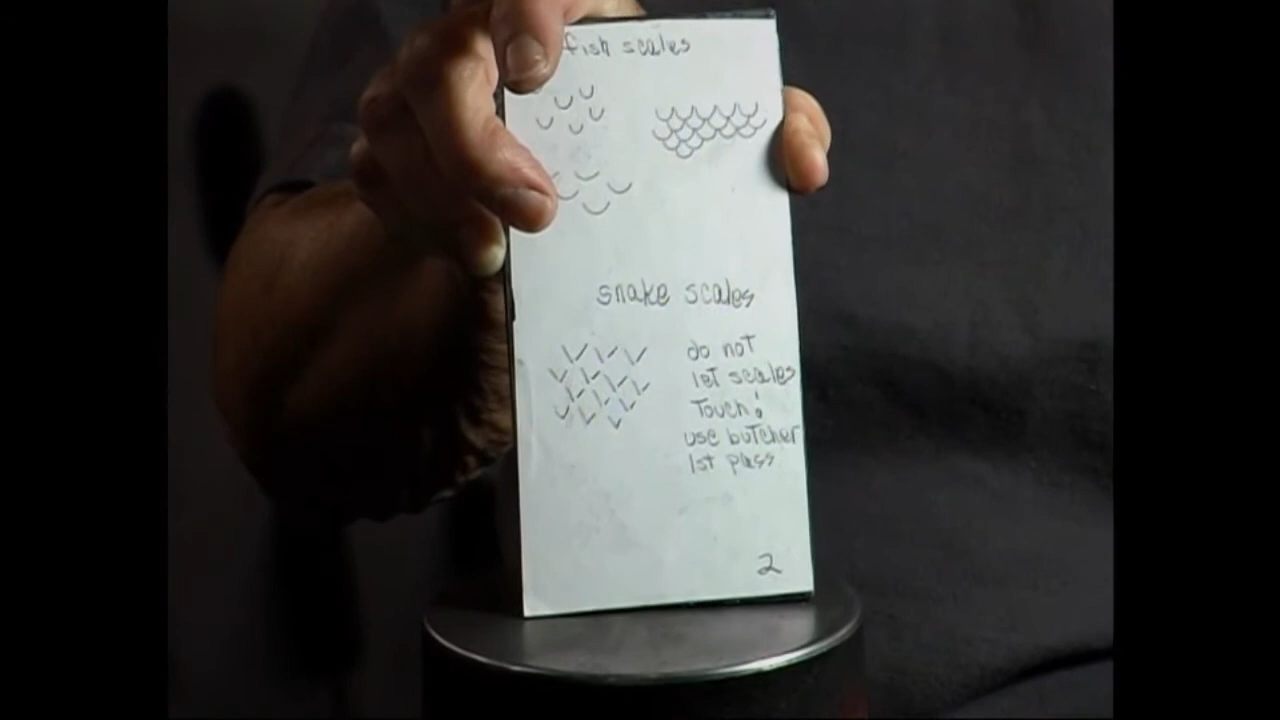 fish scales
snake scales
do not
let scales
Touch;
use butcher
1st pass
2